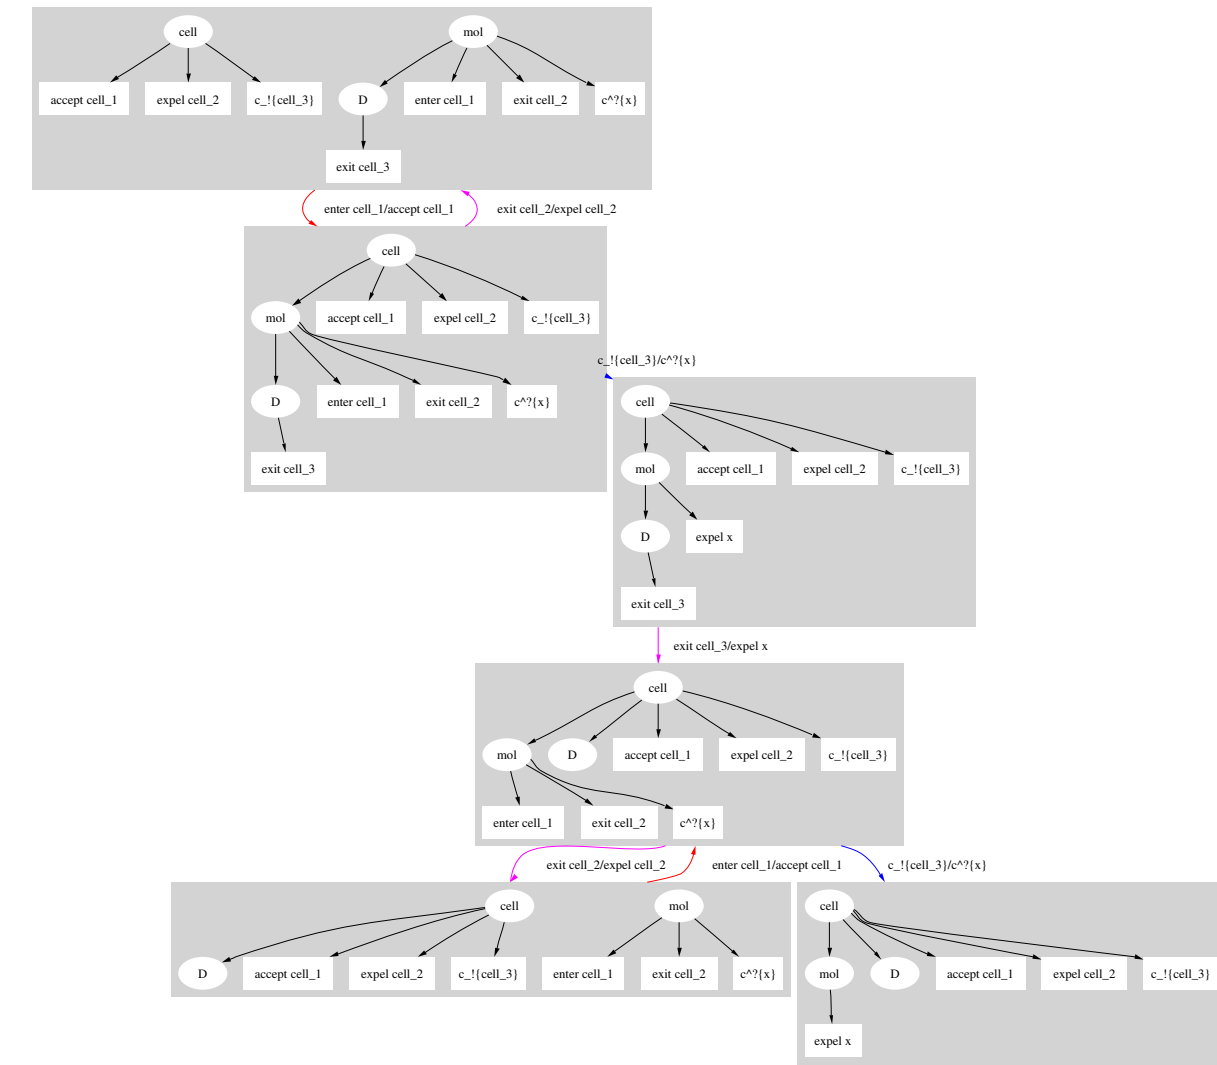 cell mol
accept cell_1 expel cell_2 c_!{cell_3} D enter cell_1 exit cell_2 c^?{x}
exit cell_3
enter cell_1/accept cell_1 exit cell_2/expel cell_2
cell
mol accept cell_1 expel cell_2 c_!{cell_3}
c_!{cell_3}/c^?{x}
D enter cell_1 exit cell_2 c^?{x}
exit cell_3
cell
mol accept cell_1 expel cell_2 c_!{cell_3}
D expel x
exit cell_3
exit cell_3/expel x
cell
mol D accept cell_1 expel cell_2 c_!{cell_3}
enter cell_1 exit cell_2 c^?{x}
exit cell_2/expel cell_2 enter cell_1/accept cell_1 c_!{cell_3}/c^?{x}
cell mol
D accept cell_1 expel cell_2 c_!{cell_3} enter cell_1 exit cell_2 c^?{x}
cell
mol D accept cell_1 expel cell_2 c_!{cell_3}
expel x